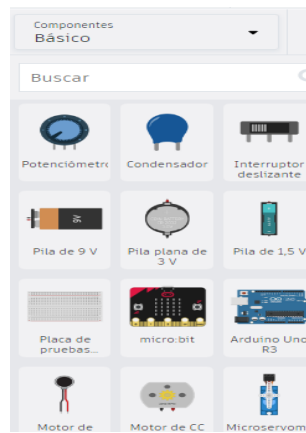 Componentes
Básico
Buscar
Potenciómetro
Condensador
Interruptor
deslizante
9V
Pila de 9 V
Pila plana de
3 V
Pila de 1,5 V
Placa de
pruebas...
micro:bit
Arduino Uno
R3
Motor de
Motor de CC
Microservom